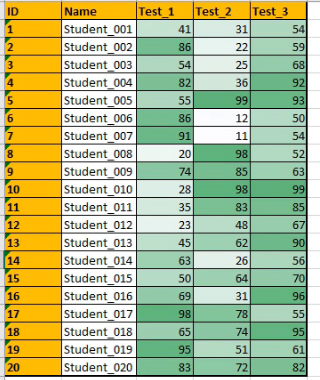 ID Name Test_1 Test_2 Test_3
1 Student_001 41 31 54
2 Student_002 86 22 59
3 Student_003 54 25 68
4 Student_004 82 36 92
5 Student_005 55 99 93
6 Student_006 86 12 50
7 Student_007 91 11 54
8 Student_008 20 98 52
9 Student_009 74 85 63
10 Student_010 28 98 99
11 Student_011 35 83 85
12 Student_012 23 48 67
13 Student_013 45 62 90
14 Student_014 63 26 56
15 Student_015 50 64 70
16 Student_016 69 31 96
17 Student_017 98 78 55
18 Student_018 65 74 95
19 Student_019 95 51 61
20 Student_020 83 72 82